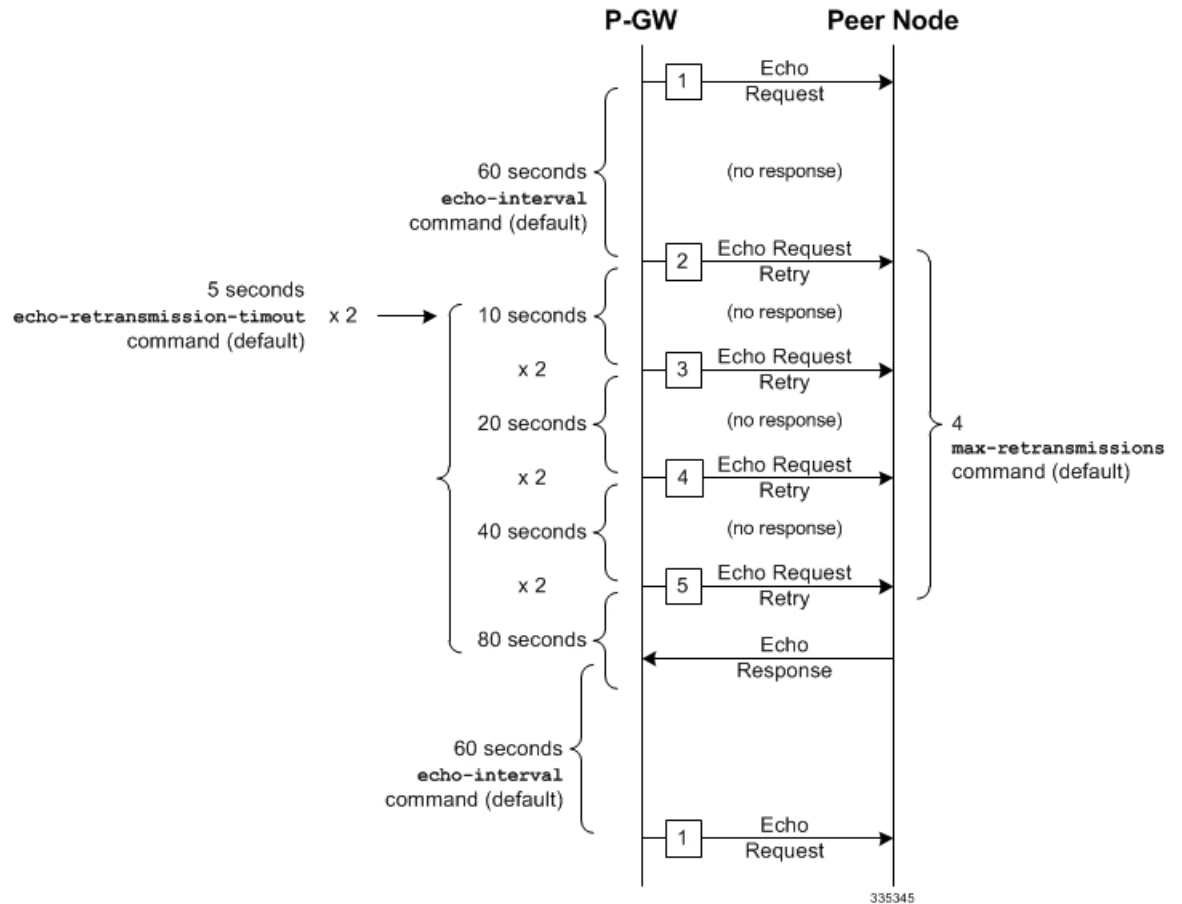 P-GW
Peer Node
1
Echo
Request
60 seconds
echo-interval
command (default)
(no response)
2
Echo Request
Retry
5 seconds
echo-retransmission-timout
command (default)
x 2
10 seconds
(no response)
x 2
3
Echo Request
Retry
20 seconds
(no response)
4
max-retransmissions
command (default)
x 2
4
Echo Request
Retry
40 seconds
(no response)
x 2
5
Echo Request
Retry
80 seconds
Echo
Response
60 seconds
echo-interval
command (default)
1
Echo
Request
335345